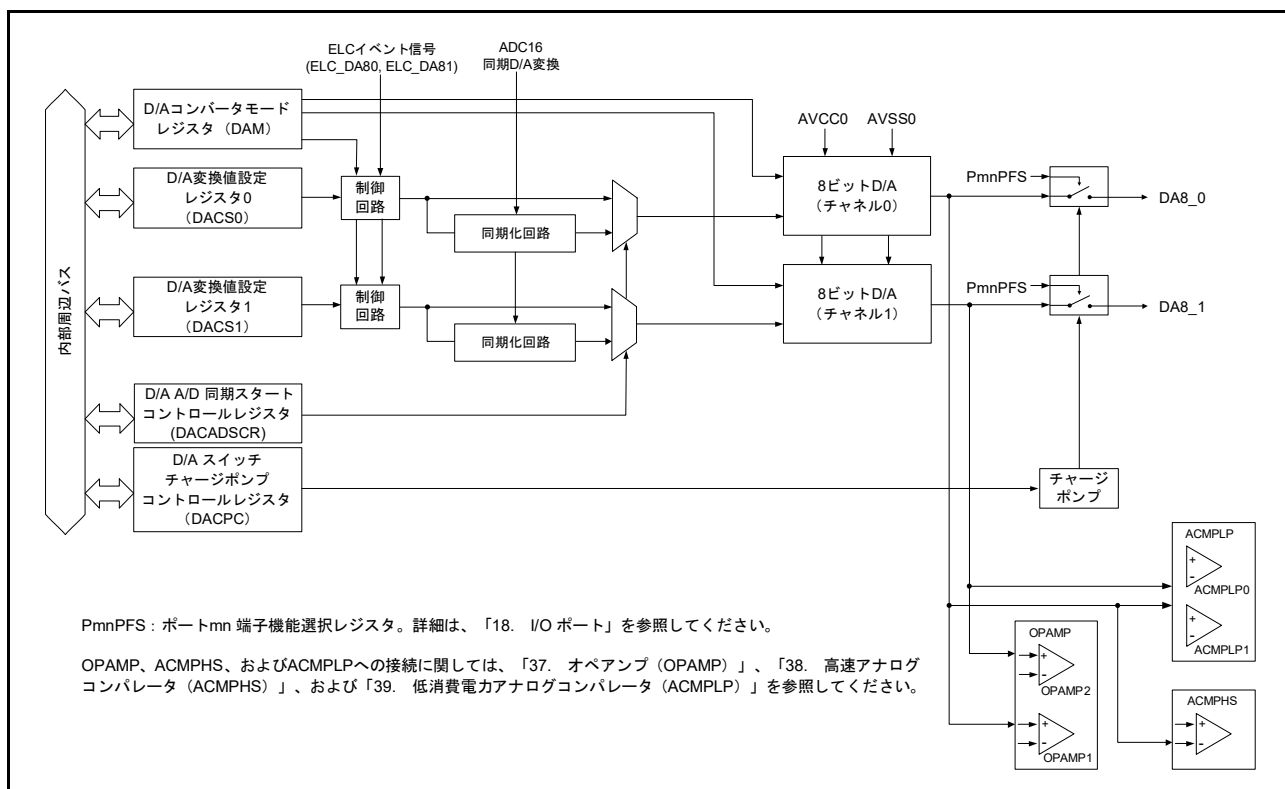 ELCイベント信号
(ELC_DA80, ELC_DA81)
ADC16
同期D/A変換
内部周辺バス
D/Aコンバータモード
レジスタ（DAM）
AVCC0
AVSS0
D/A変換値設定
レジスタ0
（DACS0）
制御
回路
同期化回路
8ビットD/A
（チャネル0）
PmnPFS
DA8_0
D/A変換値設定
レジスタ1
（DACS1）
制御
回路
同期化回路
8ビットD/A
（チャネル1）
PmnPFS
DA8_1
D/A A/D 同期スタート
コントロールレジスタ
(DACADSCR)
D/A スイッチ
チャージポンプ
コントロールレジスタ
（DACPC）
チャージ
ポンプ
ACMPLP
+
-
ACMPLP0
+
-
ACMPLP1
OPAMP
+
-
OPAMP2
+
-
OPAMP1
ACMPHS
+
-
PmnPFS：ポートmn 端子機能選択レジスタ。詳細は、「18. I/O ポート」を参照してください。
OPAMP、ACMPHS、およびACMPLPへの接続に関しては、「37. オペアンプ（OPAMP）」、「38. 高速アナログ
コンパレータ（ACMPHS）」、および「39. 低消費電力アナログコンパレータ（ACMPLP）」を参照してください。